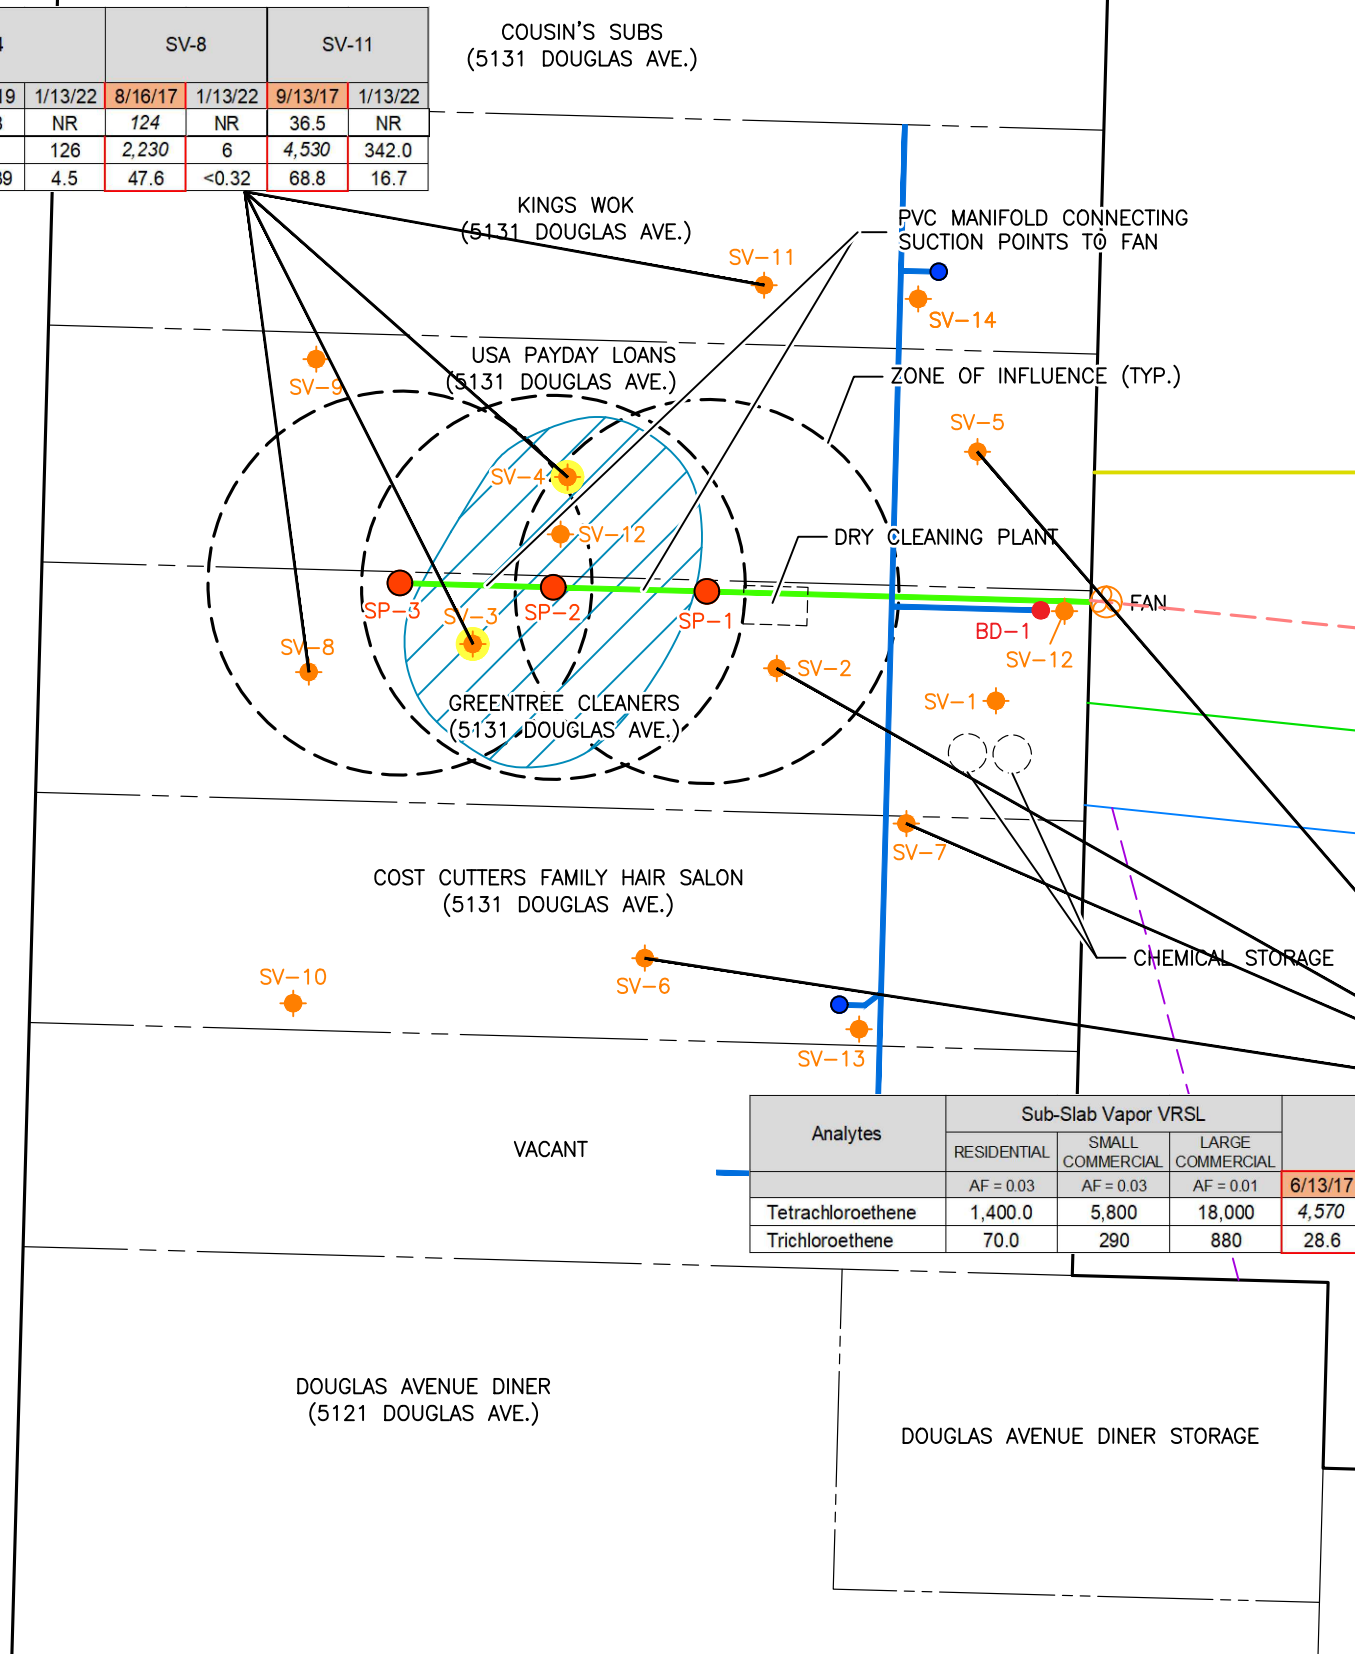 4 SV-8 SV-11
19 1/13/22 8/16/17 1/13/22 9/13/17 1/13/22
3 NR 124 NR 36.5 NR
126 2,230 6 4,530 342.0
39 4.5 47.6 <0.32 68.8 16.7
COUSIN'S SUBS
(5131 DOUGLAS AVE.)
KINGS WOK
(5131 DOUGLAS AVE.)
PVC MANIFOLD CONNECTING
SUCTION POINTS TO FAN
SV-11
SV-14
USA PAYDAY LOANS
(5131 DOUGLAS AVE.)
SV-9
ZONE OF INFLUENCE (TYP.)
SV-5
SV-4
SV-12
DRY CLEANING PLANT
SP-3
SV-3
SP-2
SP-1
FAN
BD-1
SV-12
SV-8
SV-2
SV-1
GREENTREE CLEANERS
(5131 DOUGLAS AVE.)
SV-7
COST CUTTERS FAMILY HAIR SALON
(5131 DOUGLAS AVE.)
CHEMICAL STORAGE
SV-10
SV-6
SV-13
VACANT
Analytes Sub-Slab Vapor VRSL
RESIDENTIAL SMALL COMMERCIAL LARGE COMMERCIAL
AF = 0.03 AF = 0.03 AF = 0.01 6/13/17
Tetrachloroethene 1,400.0 5,800 18,000 4,570
Trichloroethene 70.0 290 880 28.6
DOUGLAS AVENUE DINER
(5121 DOUGLAS AVE.)
DOUGLAS AVENUE DINER STORAGE